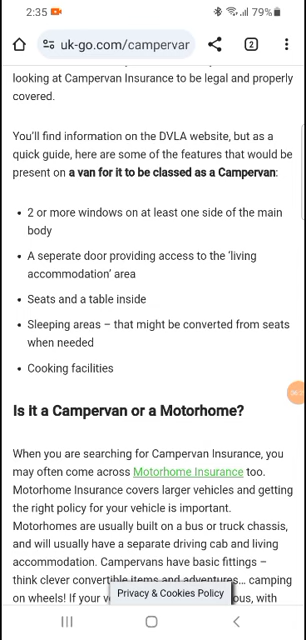 2:35
79%
uk-go.com/campervar
2
looking at Campervan Insurance to be legal and properly
covered.
You'll find information on the DVLA website, but as a
quick guide, here are some of the features that would be
present on a van for it to be classed as a Campervan:
• 2 or more windows on at least one side of the main
body
• A seperate door providing access to the 'living
accommodation' area
• Seats and a table inside
• Sleeping areas – that might be converted from seats
when needed
• Cooking facilities
Is it a Campervan or a Motorhome?
When you are searching for Campervan Insurance, you
may often come across Motorhome Insurance too.
Motorhome Insurance covers larger vehicles and getting
the right policy for your vehicle is important.
Motorhomes are usually built on a bus or truck chassis,
and will usually have a separate driving cab and living
accommodation. Campervans have basic fittings –
think clever convertible items and adventures... camping
on wheels! If your
Privacy & Cookies Policy
with